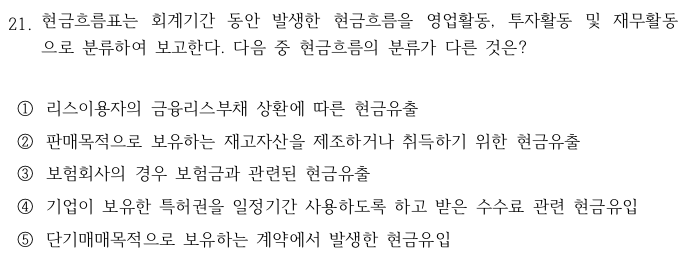 21. 현금흐름표는 회계기간 동안 발생한 현금흐름을 영업활동, 투자활동 및 재무활동
으로 분류하여 보고한다. 다음 중 현금흐름의 분류가 다른 것은?
① 리스이용자의 금융리스부채 상환에 따른 현금유출
② 판매목적으로 보유하는 재고자산을 제조하거나 취득하기 위한 현금유출
③ 보험회사의 경우 보험금과 관련된 현금유출
④ 기업이 보유한 특허권을 일정기간 사용하도록 하고 받은 수수료 관련 현금유입
⑤ 단기매매목적으로 보유하는 계약에서 발생한 현금유입